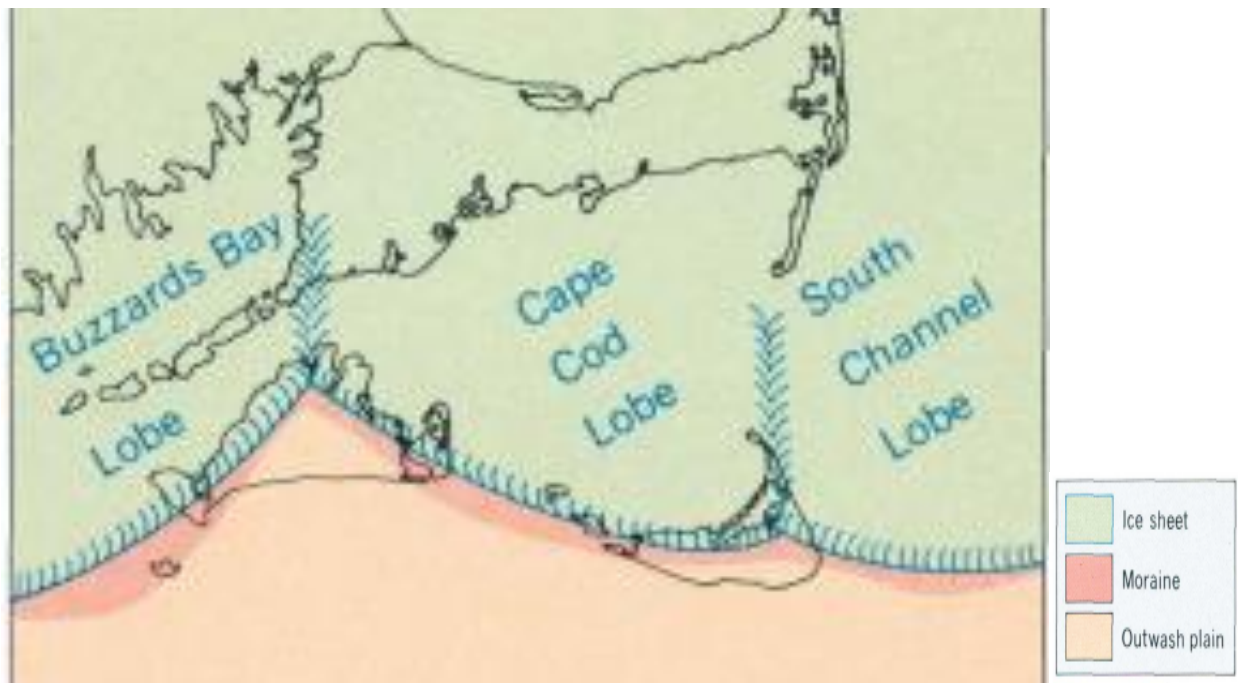 Buzzards Bay
Lobe
Cape
Cod
Lobe
South
Channel
Lobe
Ice sheet
Moraine
Outwash plain